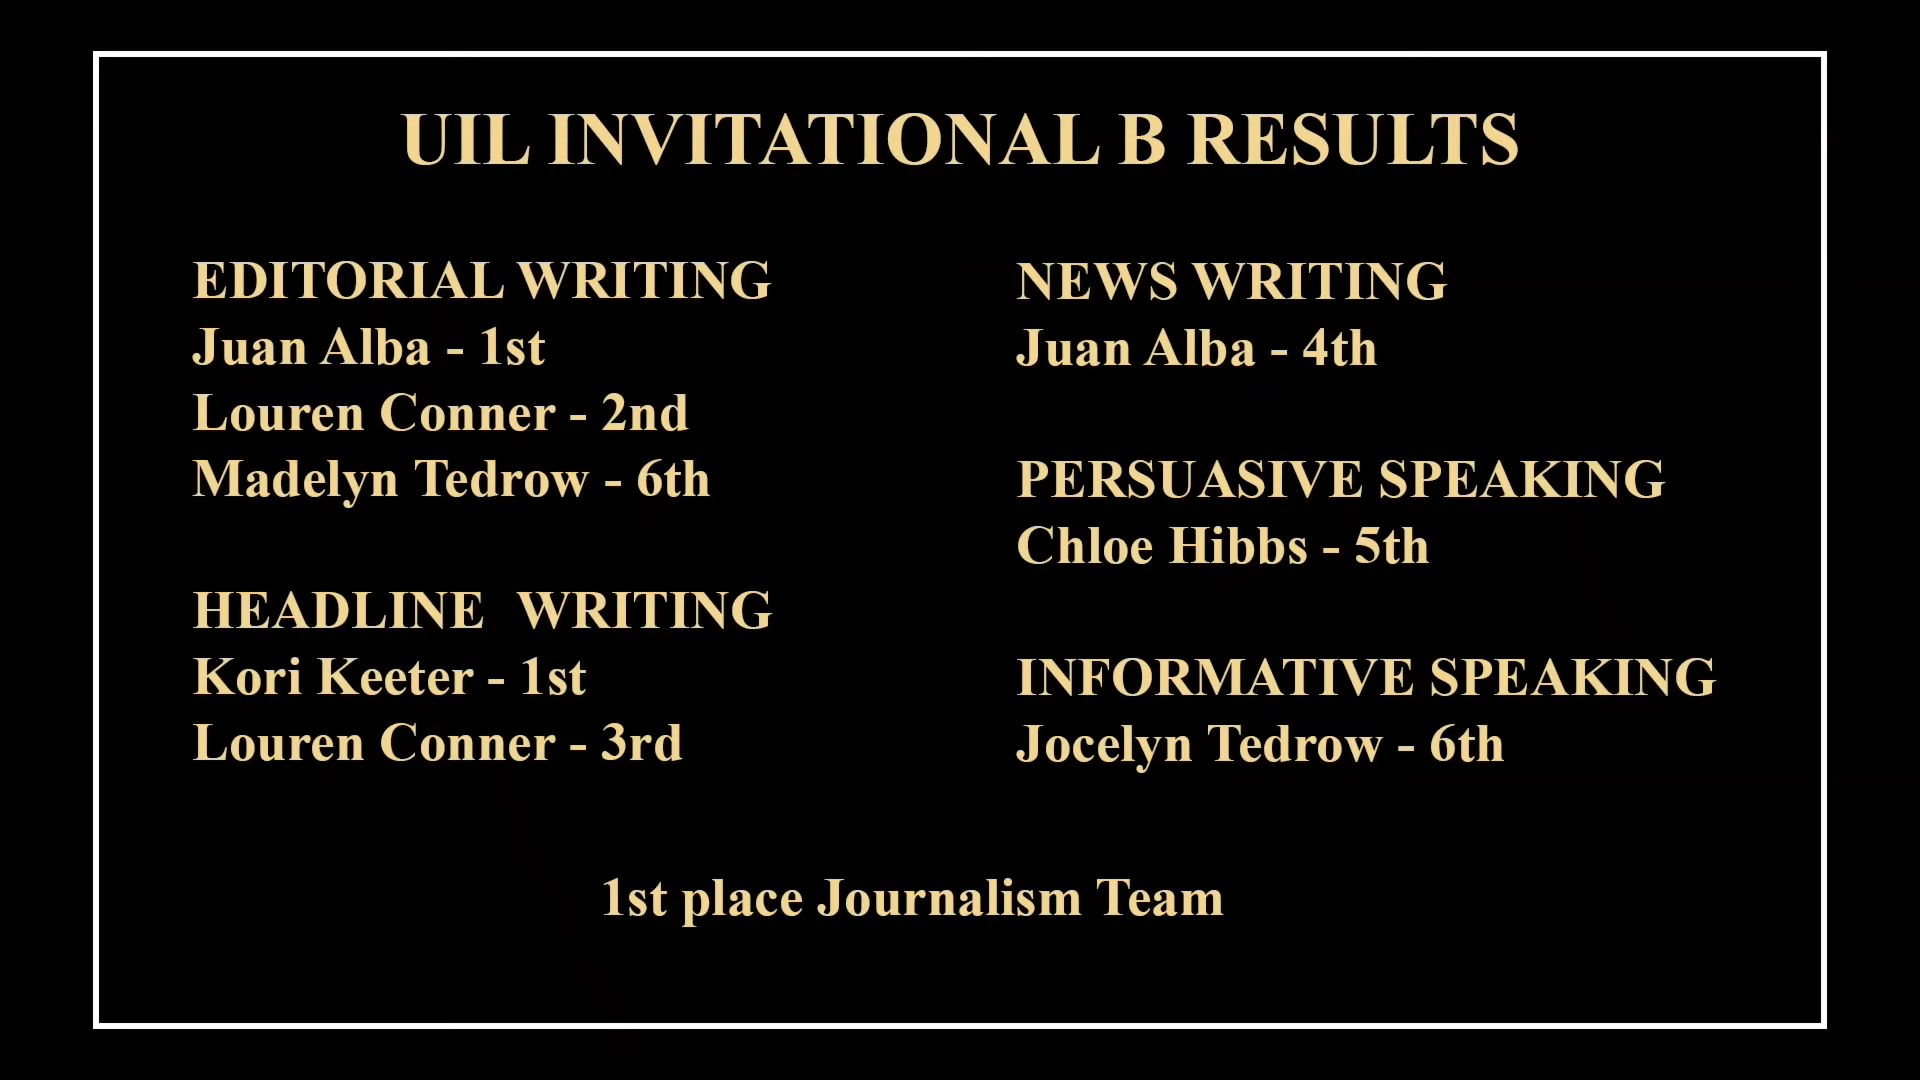 UIL INVITATIONAL B RESULTS
EDITORIAL WRITING
Juan Alba - 1st
Louren Conner - 2nd
Madelyn Tedrow - 6th
HEADLINE WRITING
Kori Keeter - 1st
Louren Conner - 3rd
NEWS WRITING
Juan Alba - 4th
PERSUASIVE SPEAKING
Chloe Hibbs - 5th
INFORMATIVE SPEAKING
Jocelyn Tedrow - 6th
1st place Journalism Team